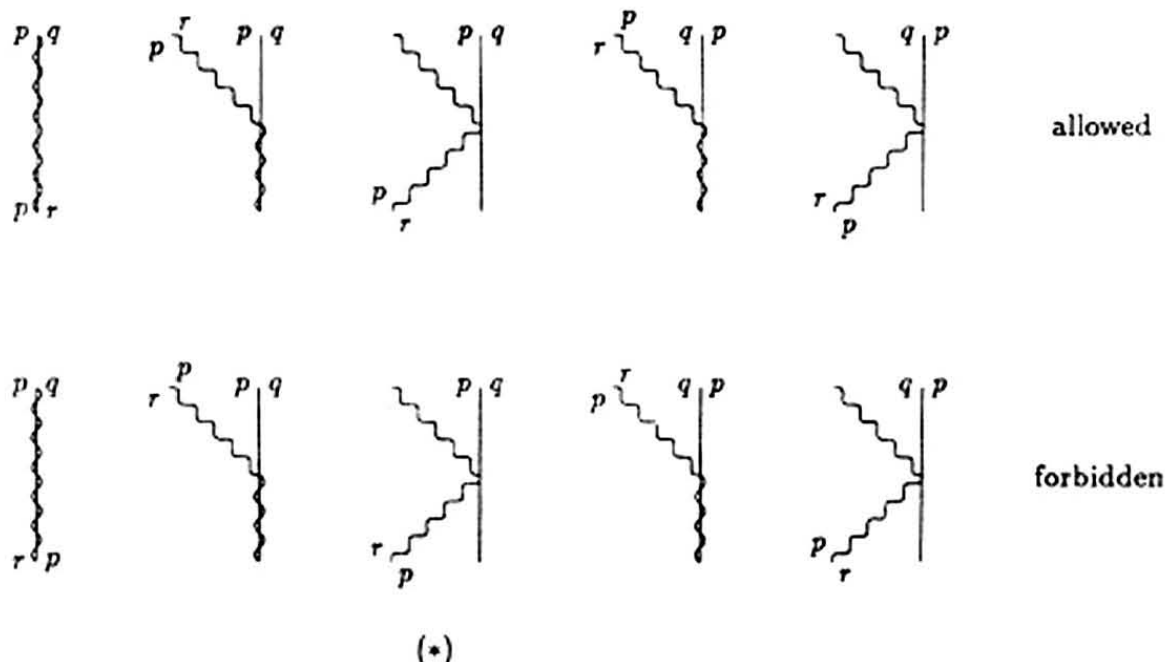 p q r p p q p q p r q p q p
allowed
p r p r r p
p q p r p q p q r p q p q p
forbidden
r p r p p r
(*)